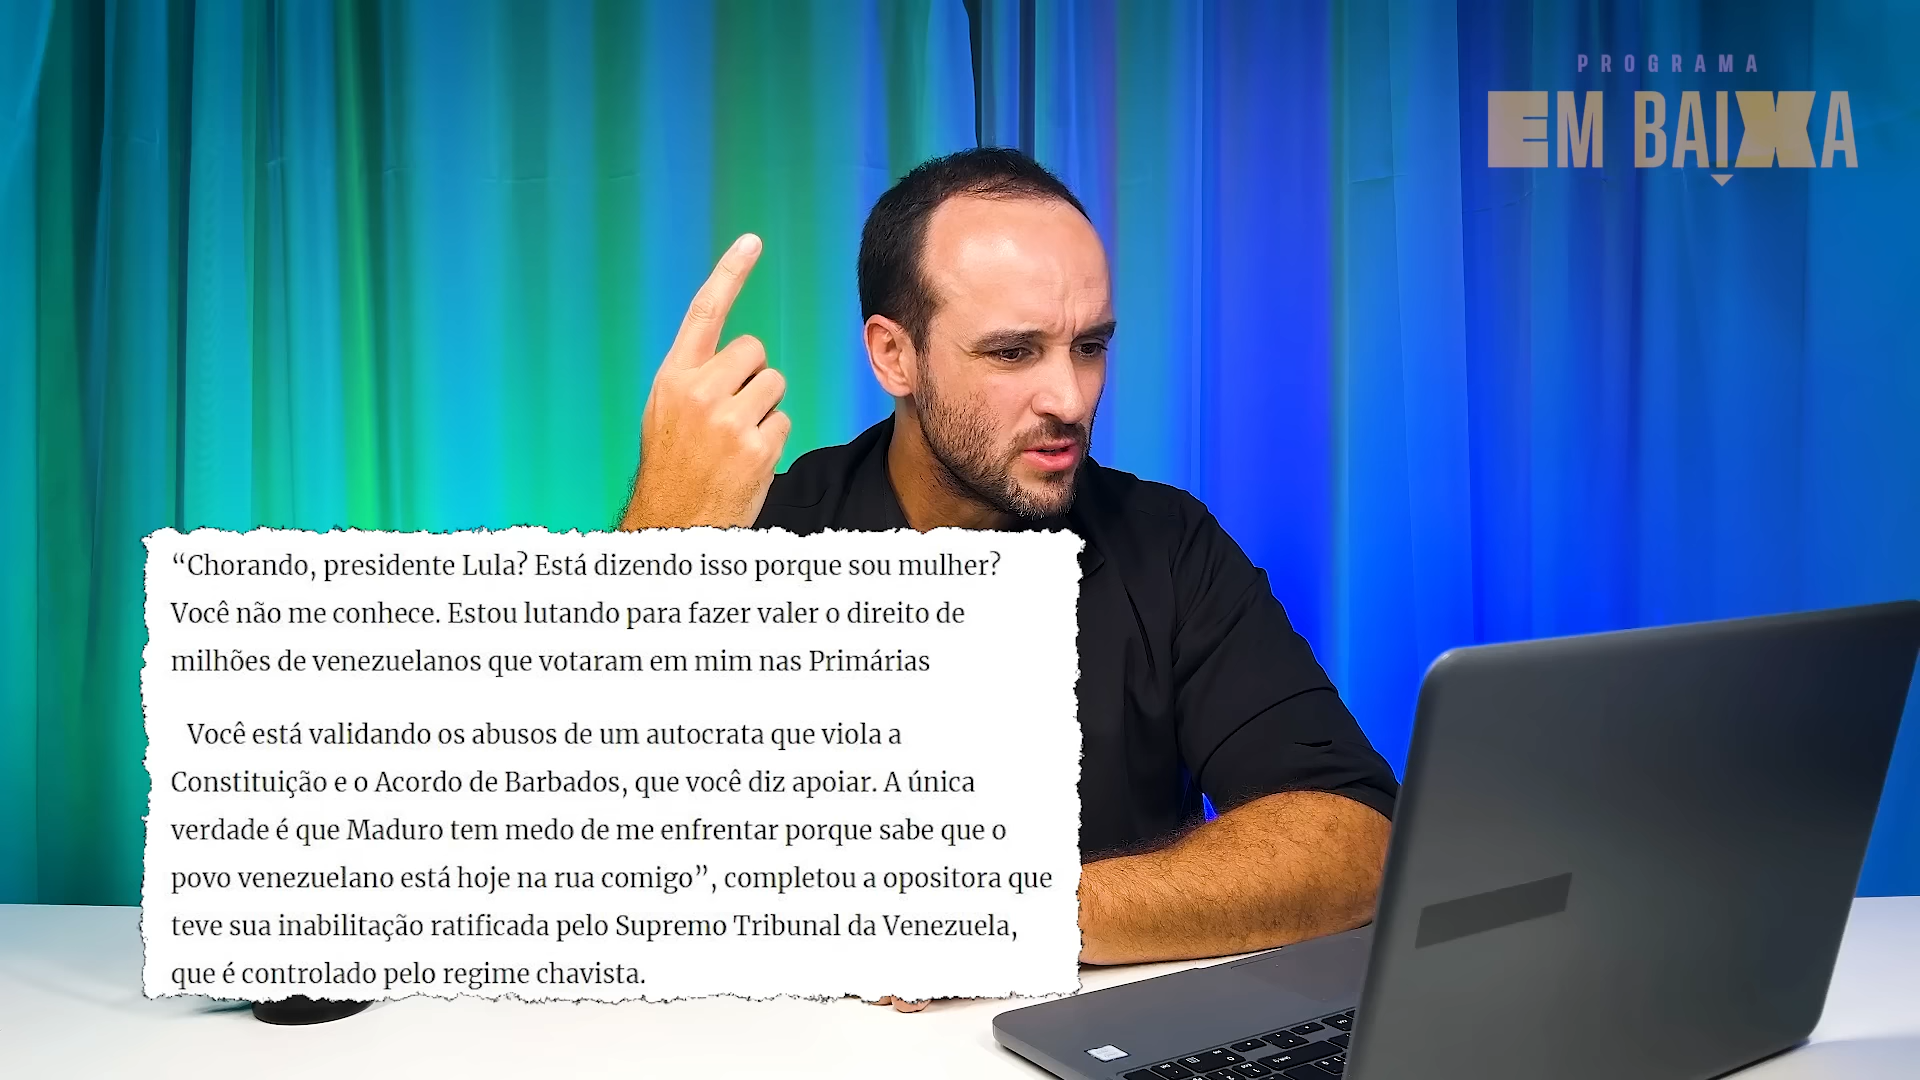 PROGRAMA
EM BAIXA
“Chorando, presidente Lula? Está dizendo isso porque sou mulher?
Você não me conhece. Estou lutando para fazer valer o direito de
milhões de venezuelanos que votaram em mim nas Primárias
Você está validando os abusos de um autocrata que viola a
Constituição e o Acordo de Barbados, que você diz apoiar. A única
verdade é que Maduro tem medo de me enfrentar porque sabe que o
povo venezuelano está hoje na rua comigo”, completou a opositora que
teve sua inabilitação ratificada pelo Supremo Tribunal da Venezuela,
que é controlado pelo regime chavista.